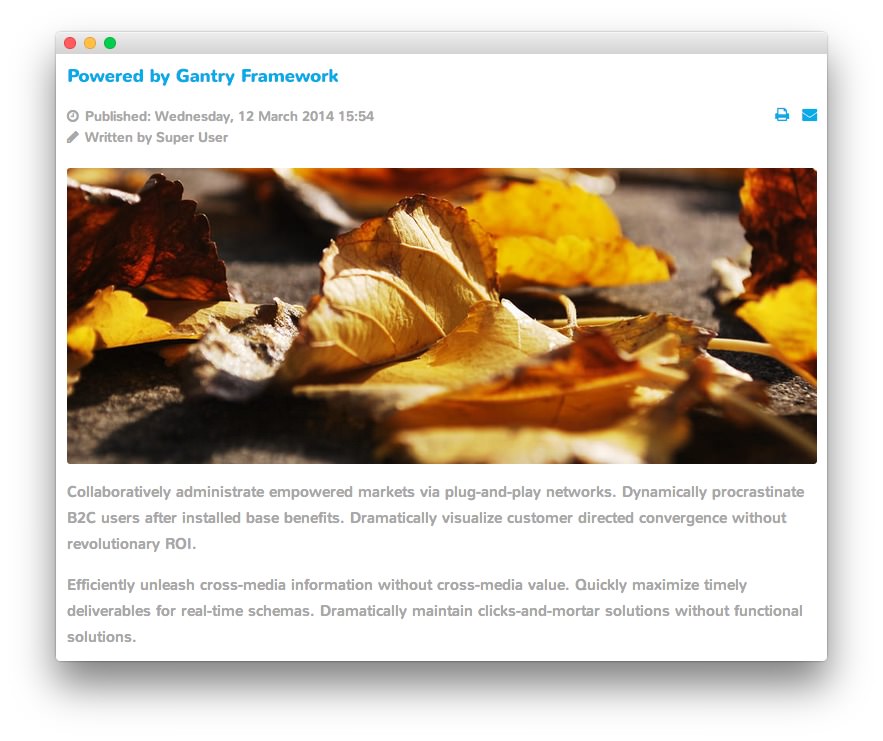 Powered by Gantry Framework
Published: Wednesday, 12 March 2014 15:54
Written by Super User
Collaboratively administrate empowered markets via plug-and-play networks. Dynamically procrastinate
B2C users after installed base benefits. Dramatically visualize customer directed convergence without
revolutionary ROI.
Efficiently unleash cross-media information without cross-media value. Quickly maximize timely
deliverables for real-time schemas. Dramatically maintain clicks-and-mortar solutions without functional
solutions.